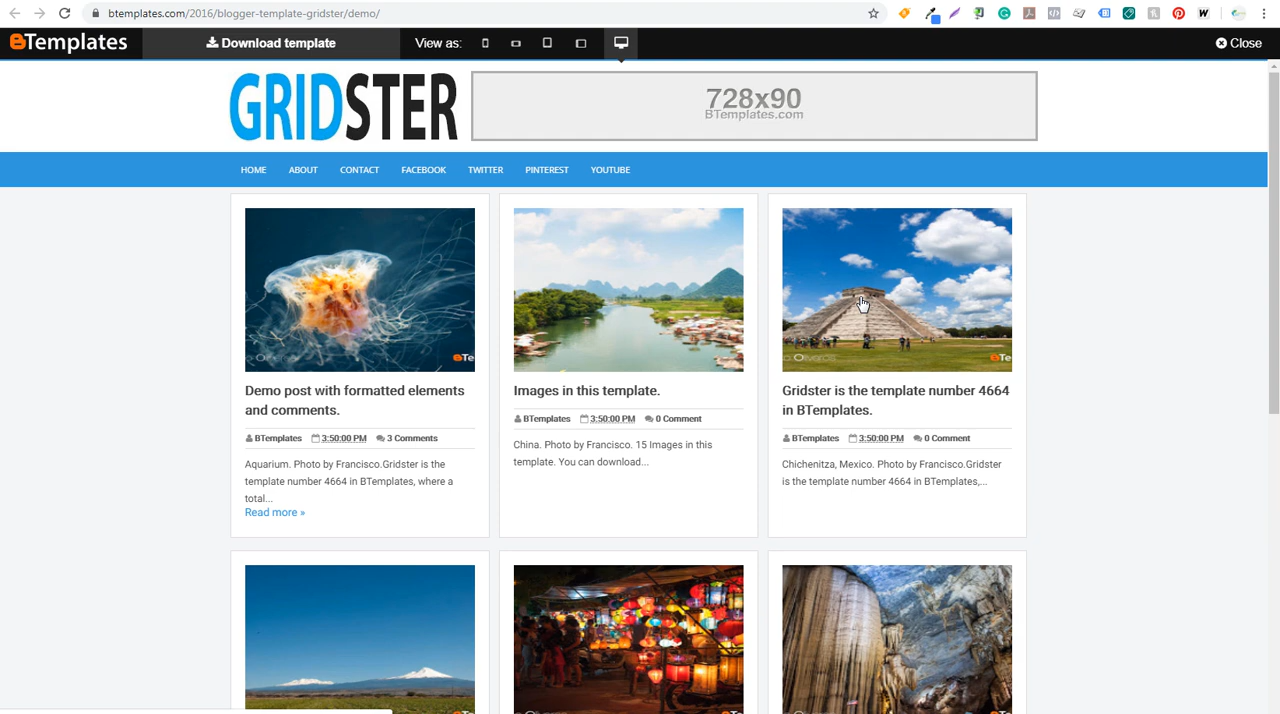 btemplates.com/2016/blogger-template-gridster/demo/
BTemplates
Download template
View as:
Close
GRIDSTER
728x90
BTemplates.com
HOME ABOUT CONTACT FACEBOOK TWITTER PINTEREST YOUTUBE
Demo post with formatted elements
and comments.
BTemplates 3:50:00 PM 3 Comments
Aquarium. Photo by Francisco.Gridster is the
template number 4664 in BTemplates, where a
total...
Read more »
Images in this template.
BTemplates 3:50:00 PM 0 Comment
China. Photo by Francisco. 15 Images in this
template. You can download...
Gridster is the template number 4664
in BTemplates.
BTemplates 3:50:00 PM 0 Comment
Chichenitza, Mexico. Photo by Francisco.Gridster
is the template number 4664 in BTemplates,...